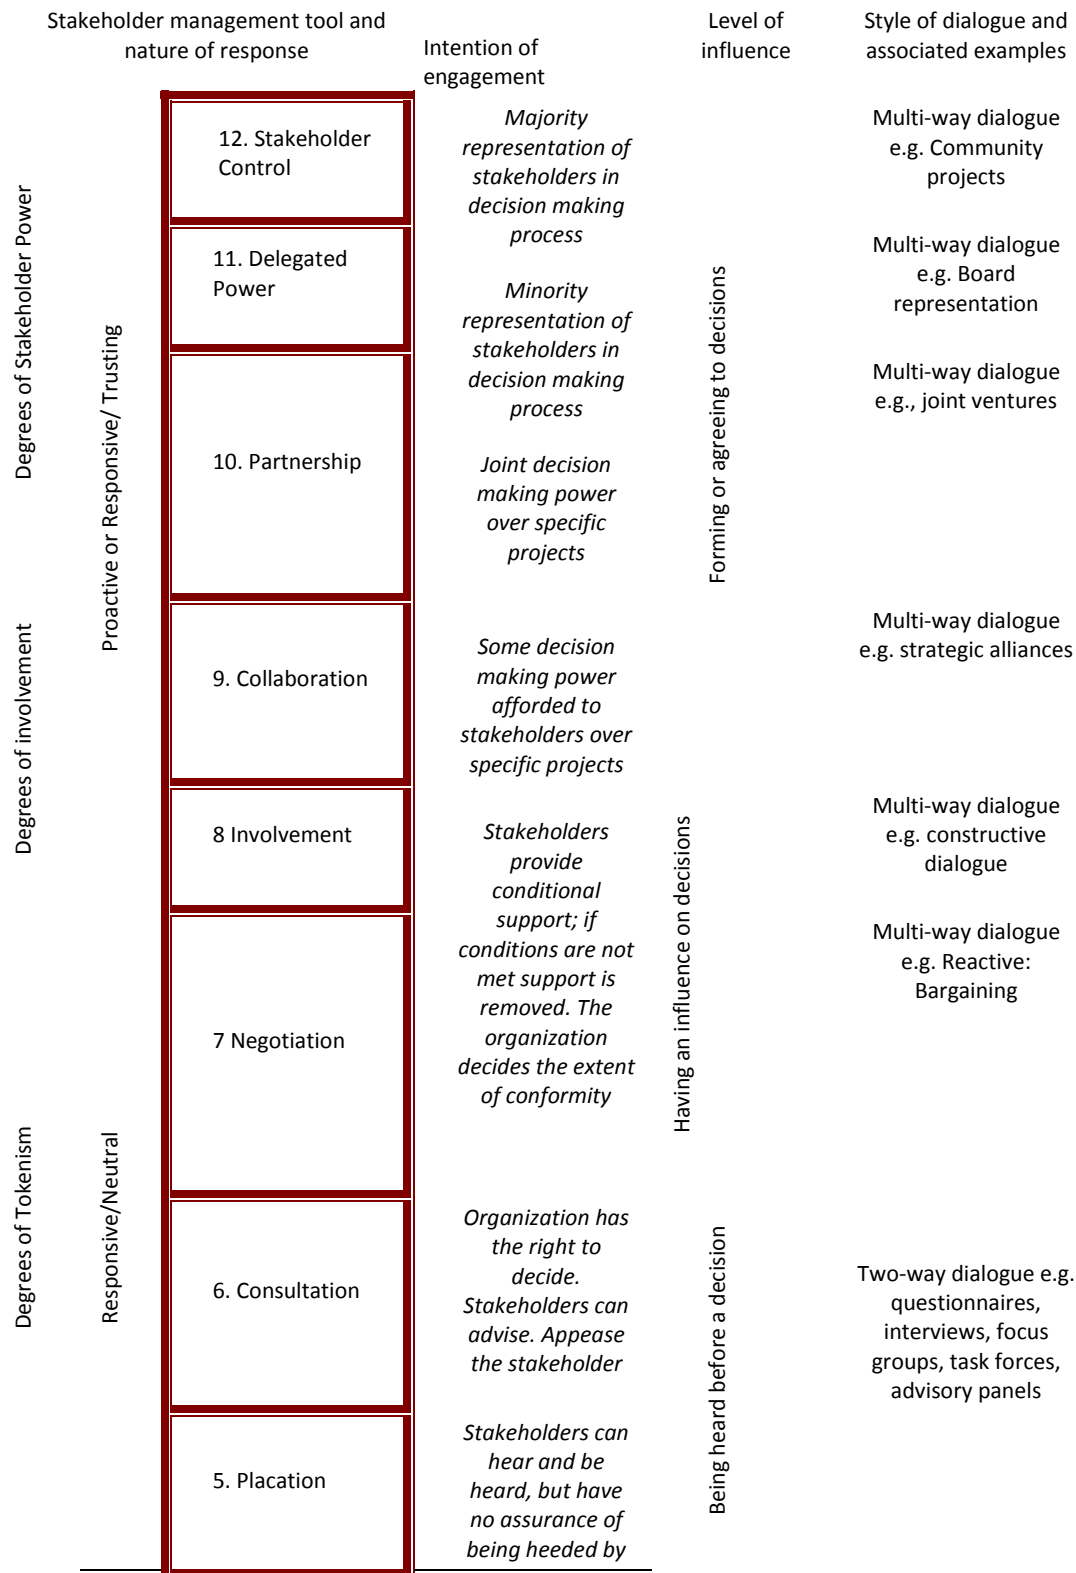 Stakeholder management tool and
nature of response
Intention of
engagement
Level of
influence
Style of dialogue and
associated examples
Degrees of Stakeholder Power
Degrees of involvement
Degrees of Tokenism
Proactive or Responsive/ Trusting
Responsive/Neutral
12. Stakeholder
Control
11. Delegated
Power
10. Partnership
9. Collaboration
8 Involvement
7 Negotiation
6. Consultation
5. Placation
Majority
representation of
stakeholders in
decision making
process
Minority
representation of
stakeholders in
decision making
process
Joint decision
making power
over specific
projects
Some decision
making power
afforded to
stakeholders over
specific projects
Stakeholders
provide
conditional
support; if
conditions are not
met support is
removed. The
organization
decides the extent
of conformity
Organization has
the right to
decide.
Stakeholders can
advise. Appease
the stakeholder
Stakeholders can
hear and be
heard, but have
no assurance of
being heeded by
Forming or agreeing to decisions
Having an influence on decisions
Being heard before a decision
Multi-way dialogue
e.g. Community
projects
Multi-way dialogue
e.g. Board
representation
Multi-way dialogue
e.g., joint ventures
Multi-way dialogue
e.g. strategic alliances
Multi-way dialogue
e.g. constructive
dialogue
Multi-way dialogue
e.g. Reactive:
Bargaining
Two-way dialogue e.g.
questionnaires,
interviews, focus
groups, task forces,
advisory panels